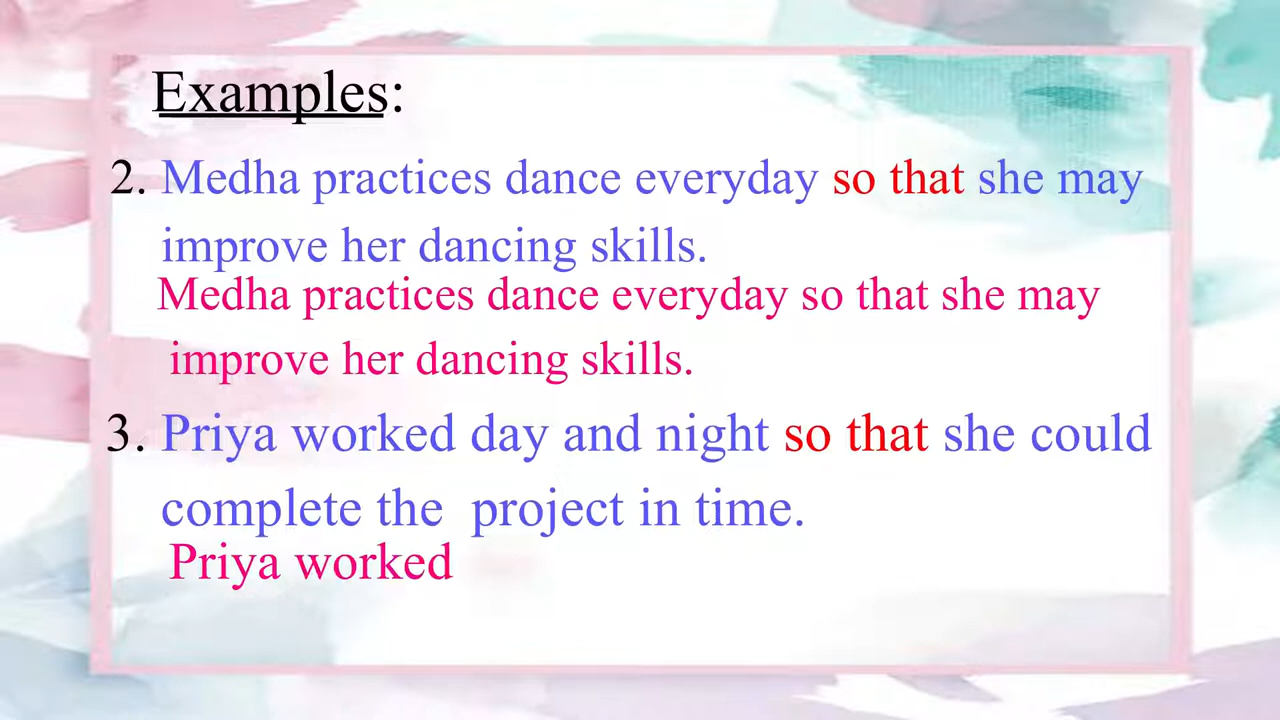 Examples:
2. Medha practices dance everyday so that she may
improve her dancing skills.
Medha practices dance everyday so that she may
improve her dancing skills.
3. Priya worked day and night so that she could
complete the project in time.
Priya worked